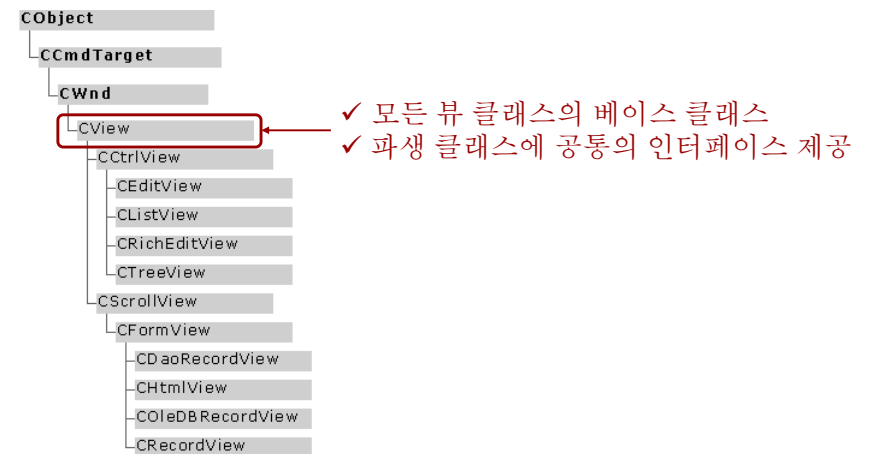 CObject
CCmdTarget
CWnd
CView
✓ 모든 뷰 클래스의 베이스 클래스
✓ 파생 클래스에 공통의 인터페이스 제공
CCtrlView
CEditView
CListView
CRichEditView
CTreeView
CScrollView
CFormView
CDaoRecordView
CHtmlView
COleDBRecordView
CRecordView